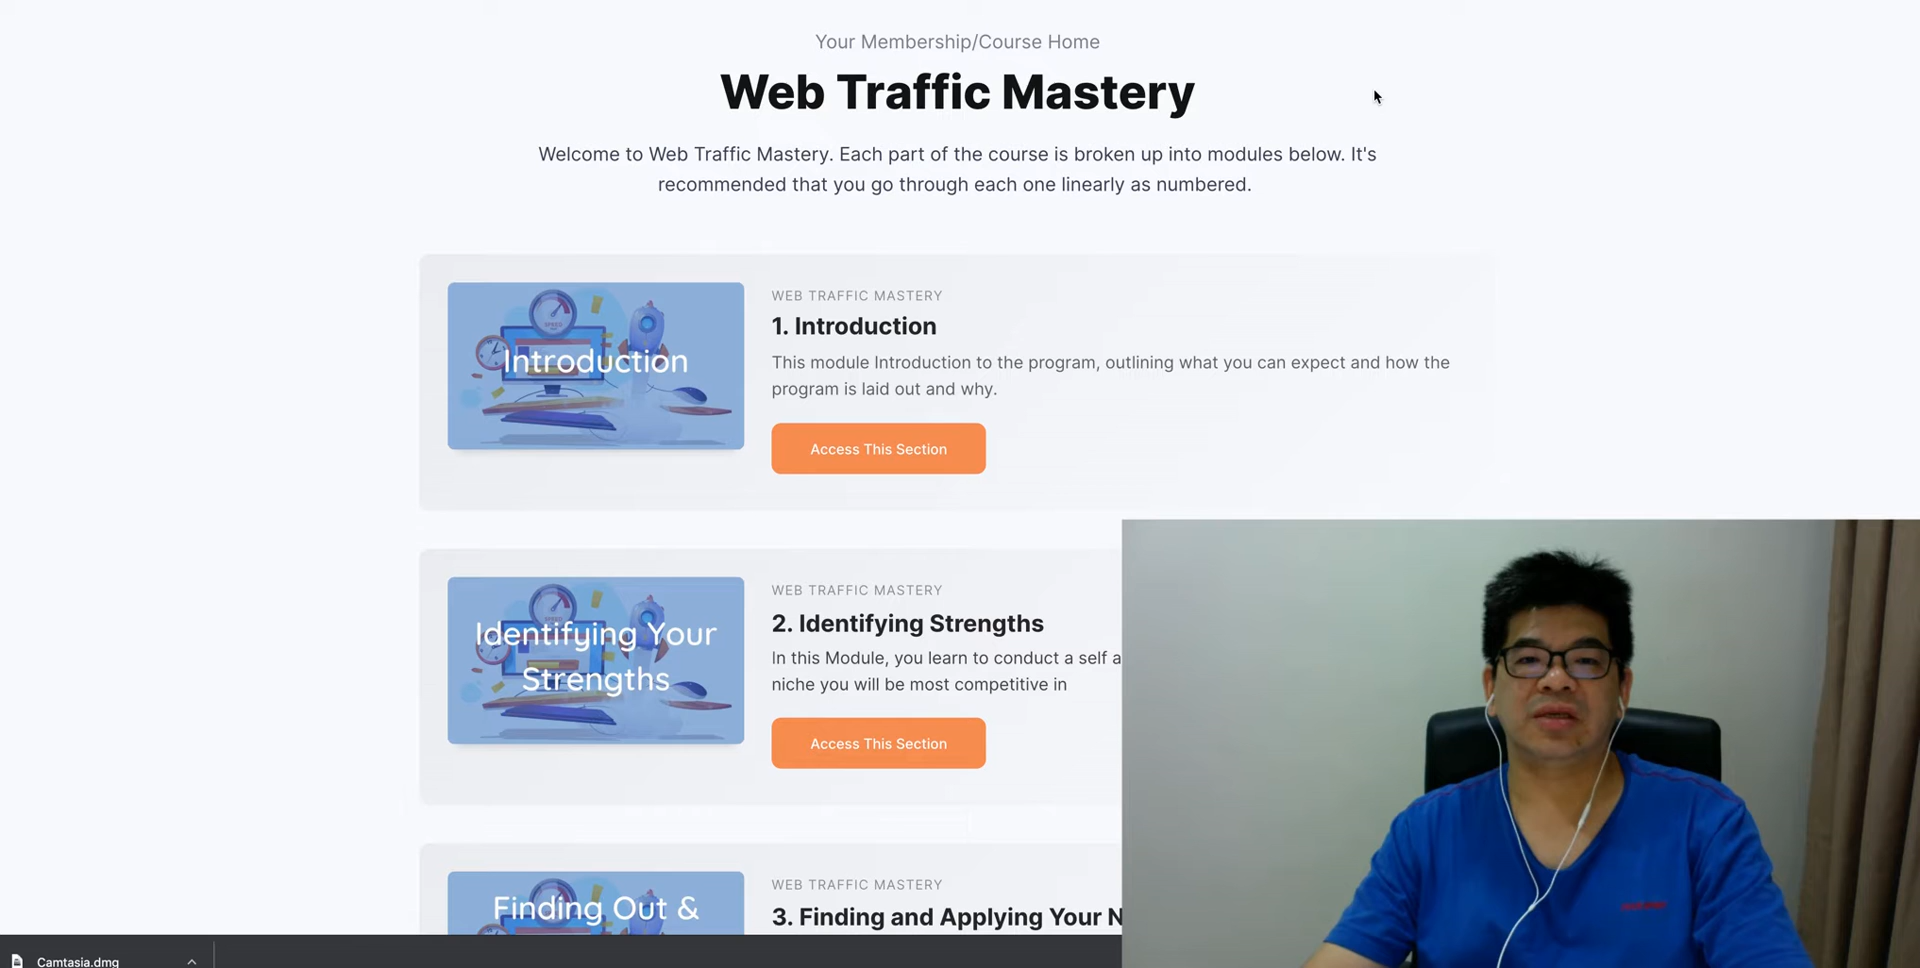 Your Membership/Course Home
Web Traffic Mastery
Welcome to Web Traffic Mastery. Each part of the course is broken up into modules below. It's
recommended that you go through each one linearly as numbered.
Introduction
WEB TRAFFIC MASTERY
1. Introduction
This module Introduction to the program, outlining what you can expect and how the
program is laid out and why.
Access This Section
Identifying Your
Strengths
WEB TRAFFIC MASTERY
2. Identifying Strengths
In this Module, you learn to conduct a self a
niche you will be most competitive in
Access This Section
Finding Out &
WEB TRAFFIC MASTERY
3. Finding and Applying Your N
Camtasia.dmg